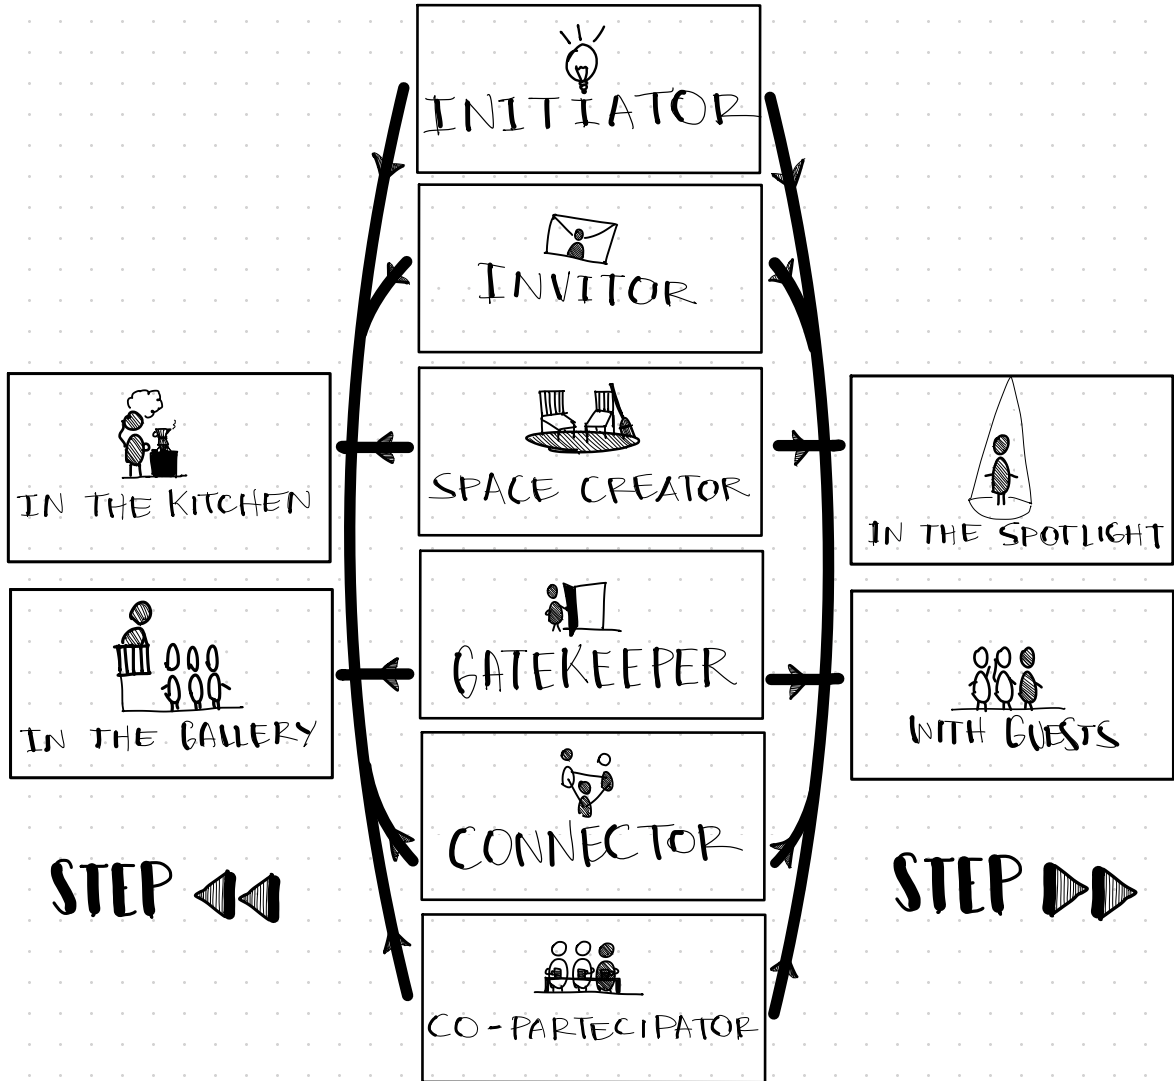 INITIATOR
INVITOR
SPACE CREATOR
GATEKEEPER
CONNECTOR
CO-PARTECIPATOR
IN THE KITCHEN
IN THE GALLERY
STEP
IN THE SPOTLIGHT
WITH GUESTS
STEP